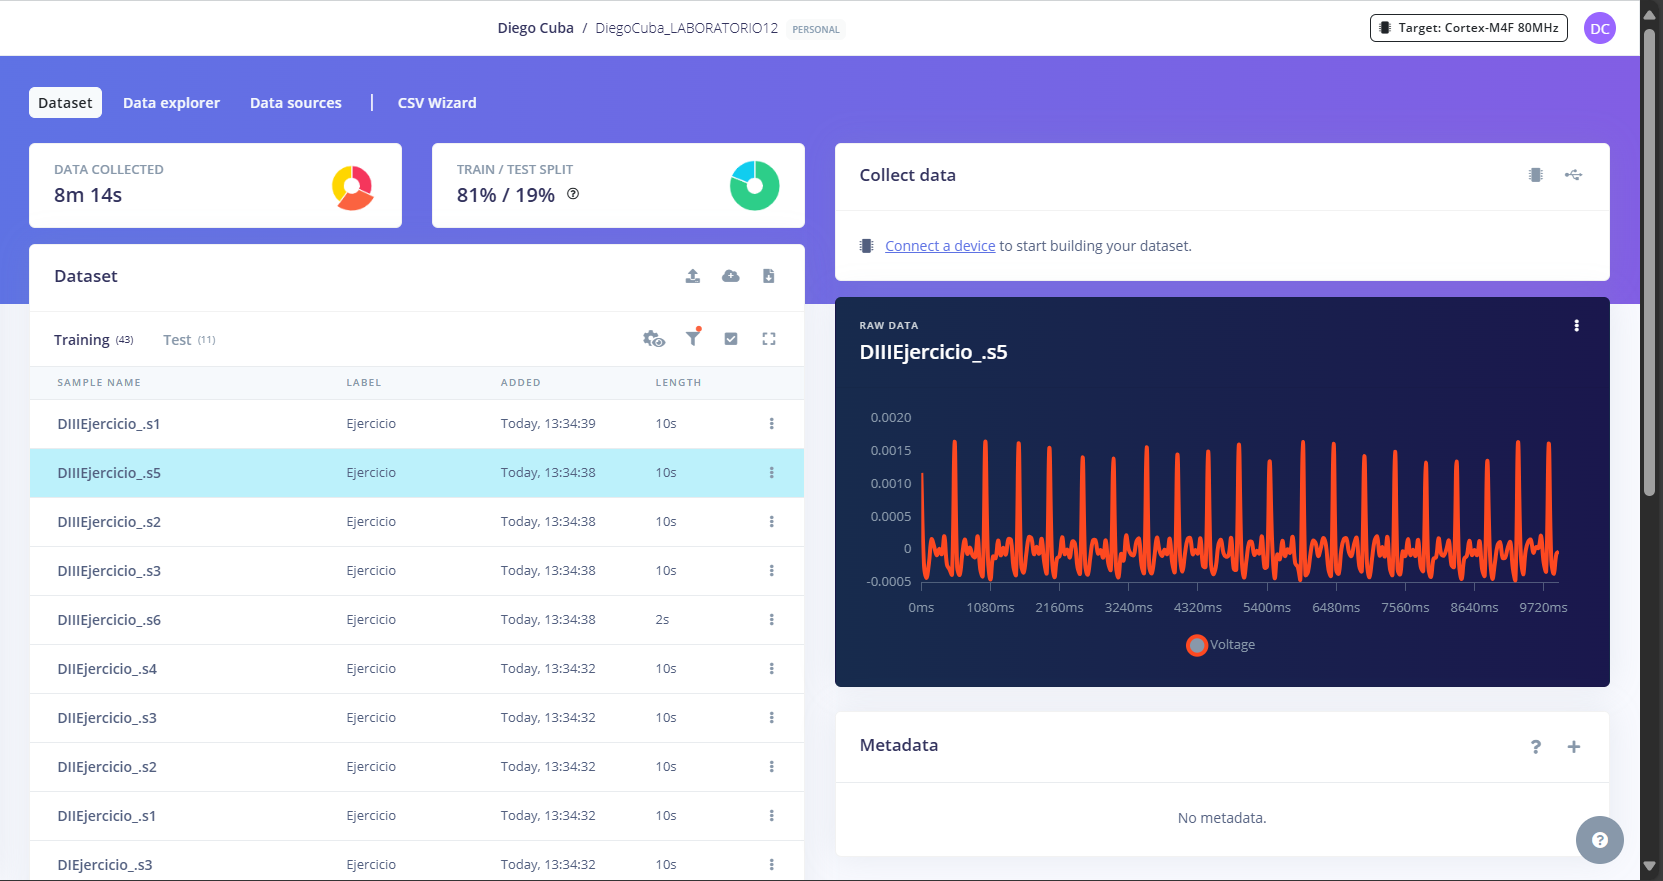 Diego Cuba / DiegoCuba_LABORATORIO12 PERSONAL
Target: Cortex-M4F 80MHz
DC
Dataset
Data explorer
Data sources
|
CSV Wizard
DATA COLLECTED
8m 14s
TRAIN / TEST SPLIT
81% / 19% ?
Collect data
Connect a device to start building your dataset.
Dataset
Training (43)
Test (11)
SAMPLE NAME LABEL ADDED LENGTH
DIIIEjercicio_.s1 Ejercicio Today, 13:34:39 10s
DIIIEjercicio_.s5 Ejercicio Today, 13:34:38 10s
DIIIEjercicio_.s2 Ejercicio Today, 13:34:38 10s
DIIIEjercicio_.s3 Ejercicio Today, 13:34:38 10s
DIIIEjercicio_.s6 Ejercicio Today, 13:34:38 2s
DIIEjercicio_.s4 Ejercicio Today, 13:34:32 10s
DIIEjercicio_.s3 Ejercicio Today, 13:34:32 10s
DIIEjercicio_.s2 Ejercicio Today, 13:34:32 10s
DIIEjercicio_.s1 Ejercicio Today, 13:34:32 10s
DIEjercicio_.s3 Ejercicio Today, 13:34:32 10s
RAW DATA
DIIIEjercicio_.s5
0.0020
0.0015
0.0010
0.0005
0
-0.0005
0ms 1080ms 2160ms 3240ms 4320ms 5400ms 6480ms 7560ms 8640ms 9720ms
Voltage
Metadata
? +
No metadata.
?